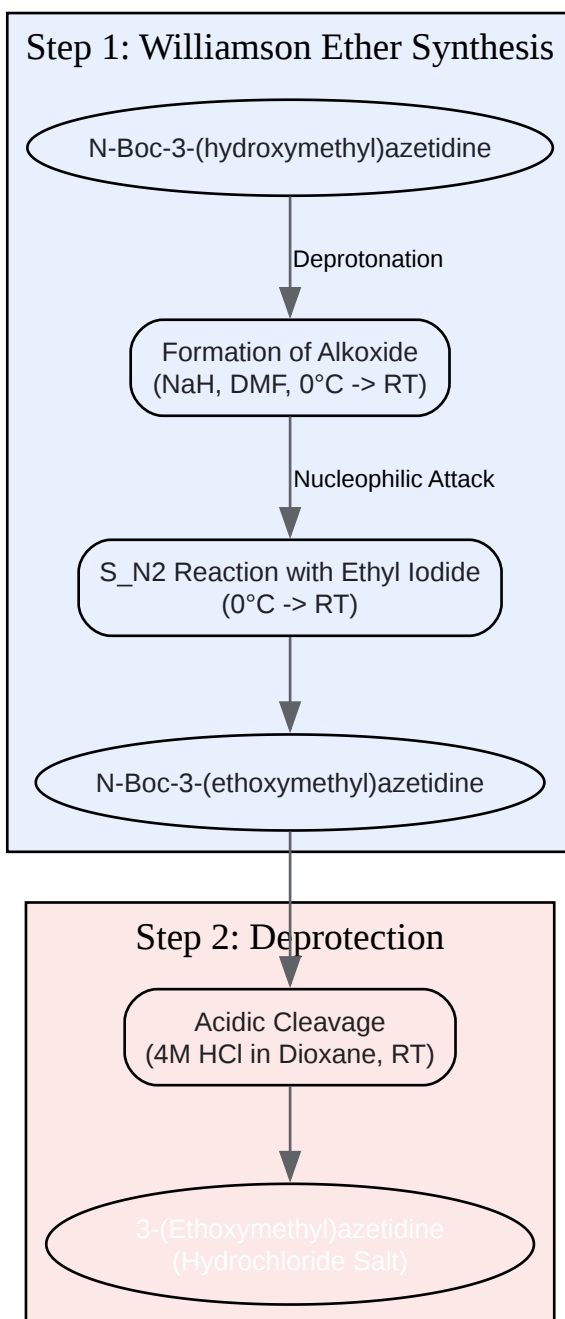 Step 1: Williamson Ether Synthesis
N-Boc-3-(hydroxymethyl)azetidine
Deprotonation
Formation of Alkoxide
(NaH, DMF, 0°C -> RT)
Nucleophilic Attack
S_N2 Reaction with Ethyl Iodide
(0°C -> RT)
N-Boc-3-(ethoxymethyl)azetidine
Step 2: Deprotection
Acidic Cleavage
(4M HCl in Dioxane, RT)
3-(Ethoxymethyl)azetidine
(Hydrochloride Salt)